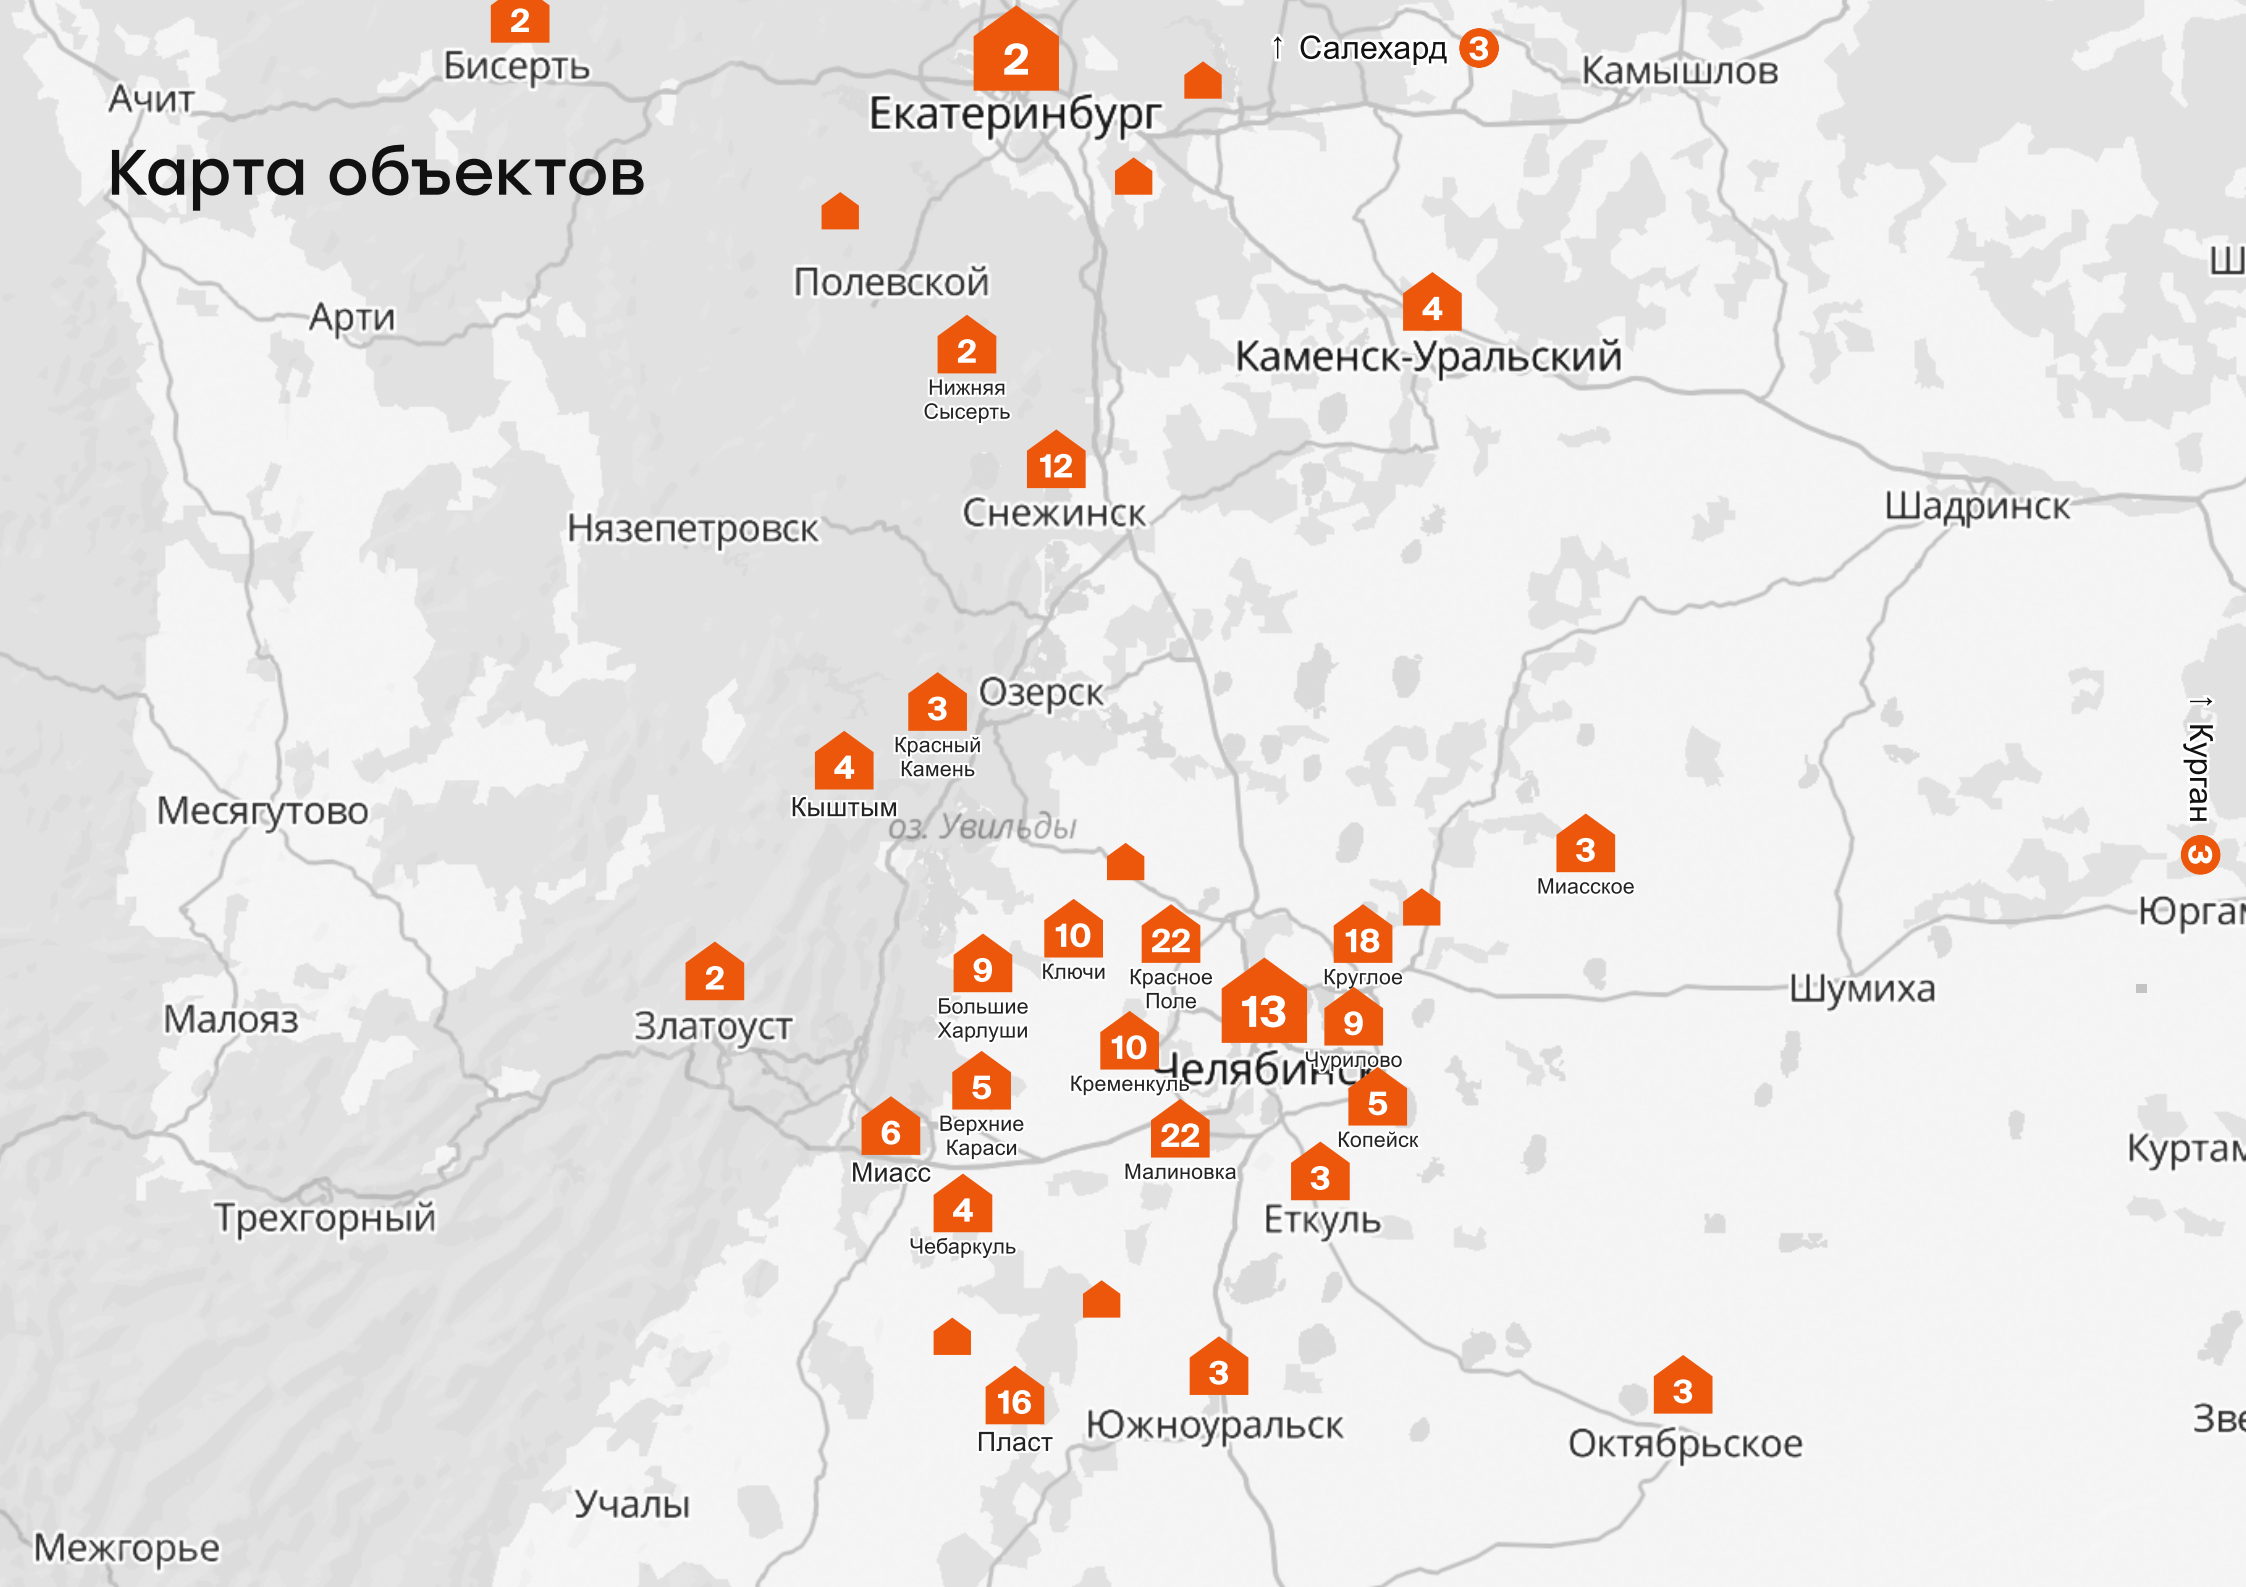 2
Бисерть
2
Екатеринбург
↑ Салехард 3
Камышлов
Ачит
Карта объектов
Полевской
Арти
4
Каменск-Уральский
2
Нижняя
Сысерть
12
Снежинск
Нязепетровск
Шадринск
3
Красный
Камень
Озерск
4
Кыштым
оз. Увильды
Месягутово
3
Миасское
↑ Курган 3
10
Ключи
22
Красное
Поле
18
Круглое
9
Большие
Харлуши
2
Златоуст
13
Челябинск
9
Чурилово
10
Кременкуль
Шумиха
Малояз
5
Верхние
Караси
6
Миасс
22
Малиновка
5
Копейск
3
Еткуль
4
Чебаркуль
Трехгорный
16
Пласт
3
Южноуральск
3
Октябрьское
Учалы
Межгорье